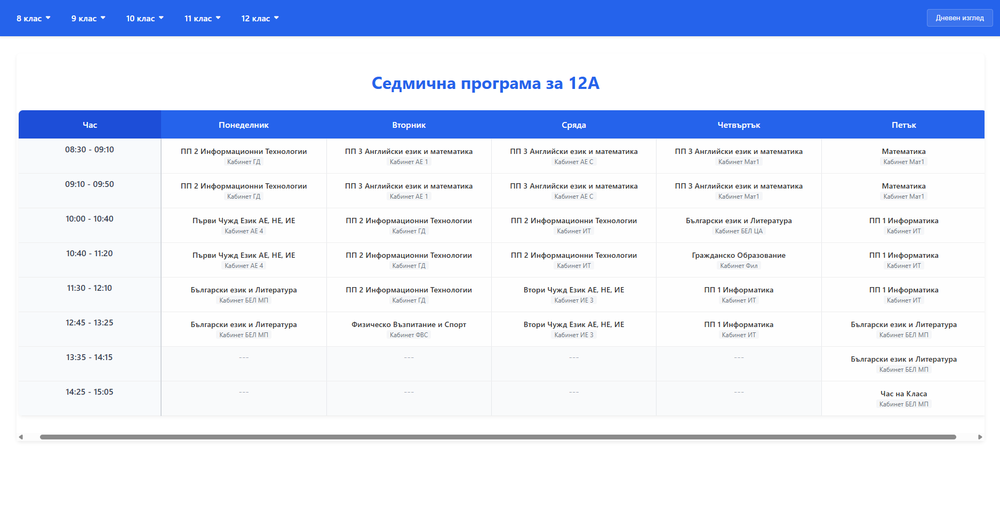 8 клас 9 клас 10 клас 11 клас 12 клас Дневен изглед
Седмична програма за 12А
Час Понеделник Вторник Сряда Четвъртък Петък
08:30 - 09:10 ПП 2 Информационни Технологии ПП 3 Английски език и математика ПП 3 Английски език и математика ПП 3 Английски език и математика Математика
Кабинет ГД Кабинет АЕ 1 Кабинет АЕ С Кабинет Мат1 Кабинет Мат1
09:10 - 09:50 ПП 2 Информационни Технологии ПП 3 Английски език и математика ПП 3 Английски език и математика ПП 3 Английски език и математика Математика
Кабинет ГД Кабинет АЕ 1 Кабинет АЕ С Кабинет Мат1 Кабинет Мат1
10:00 - 10:40 Първи Чужд Език АЕ, НЕ, ИЕ ПП 2 Информационни Технологии ПП 2 Информационни Технологии Български език и Литература ПП 1 Информатика
Кабинет АЕ 4 Кабинет ГД Кабинет ИТ Кабинет БЕЛ ЦА Кабинет ИТ
10:40 - 11:20 Първи Чужд Език АЕ, НЕ, ИЕ ПП 2 Информационни Технологии ПП 2 Информационни Технологии Гражданско Образование ПП 1 Информатика
Кабинет АЕ 4 Кабинет ГД Кабинет ИТ Кабинет Фил Кабинет ИТ
11:30 - 12:10 Български език и Литература ПП 2 Информационни Технологии Втори Чужд Език АЕ, НЕ, ИЕ ПП 1 Информатика ПП 1 Информатика
Кабинет БЕЛ МП Кабинет ГД Кабинет ИЕ 3 Кабинет ИТ Кабинет ИТ
12:45 - 13:25 Български език и Литература Физическо Възпитание и Спорт Втори Чужд Език АЕ, НЕ, ИЕ ПП 1 Информатика Български език и Литература
Кабинет БЕЛ МП Кабинет ФВС Кабинет ИЕ 3 Кабинет ИТ Кабинет БЕЛ МП
13:35 - 14:15 --- --- --- --- Български език и Литература
Кабинет БЕЛ МП
14:25 - 15:05 --- --- --- --- Час на Класа
Кабинет БЕЛ МП